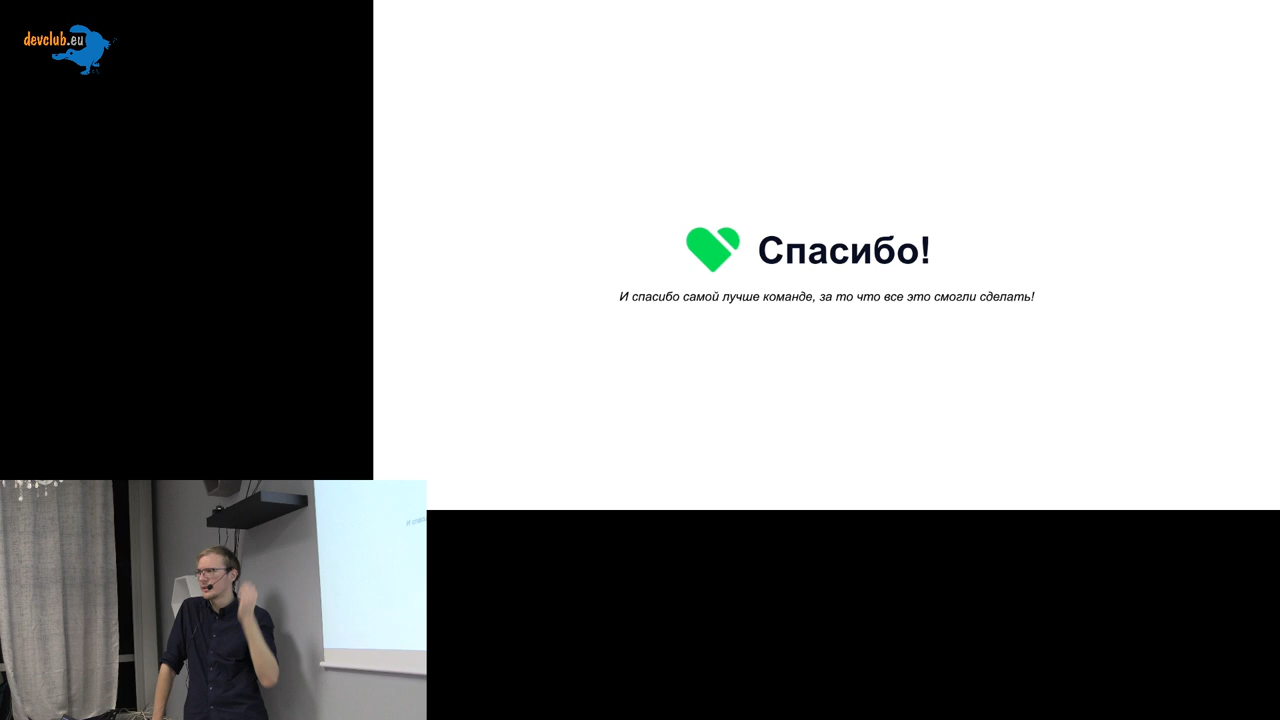 devclub.eu
Спасибо!
И спасибо самой лучше команде, за то что все это смогли сделать!